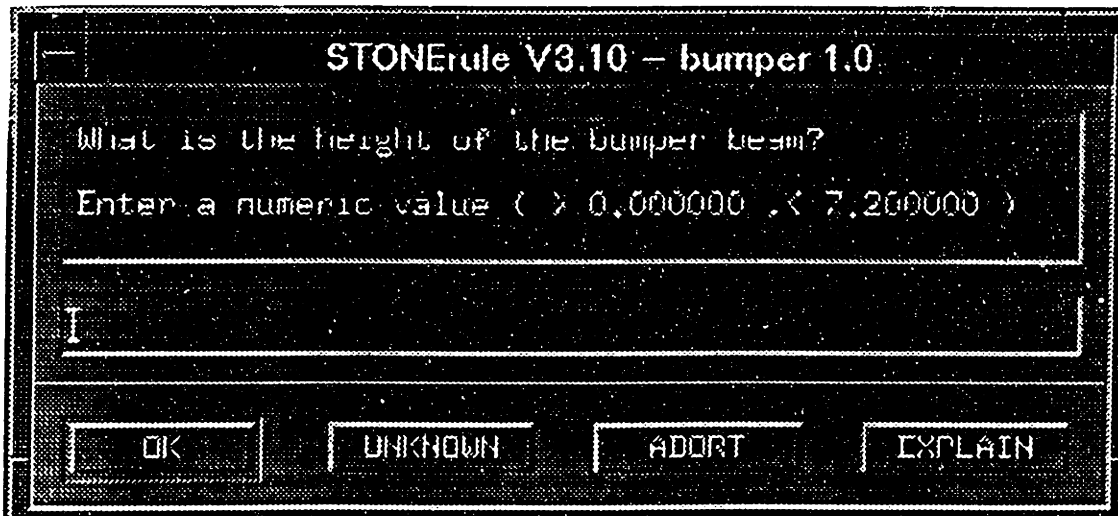 STONErule V3.10 — bumper 1.0
What is the height of the bumper beam?
Enter a numeric value ( > 0.000000 ,< 7.200000 )
OK UNKNOWN ABORT EXPLAIN